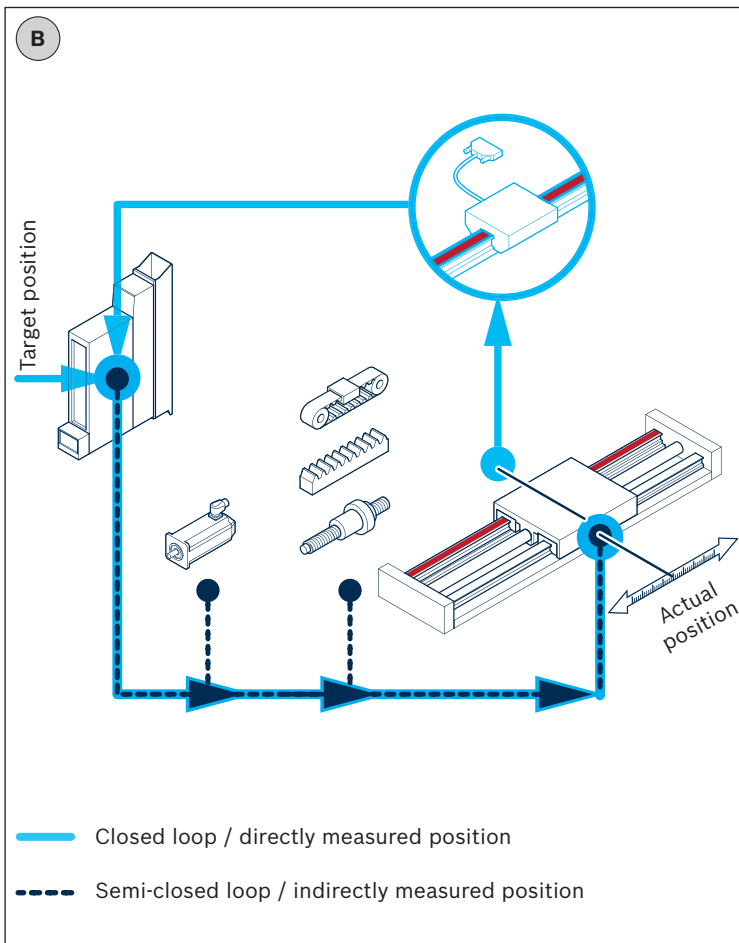 B
Target position
Actual
position
Closed loop / directly measured position
Semi-closed loop / indirectly measured position